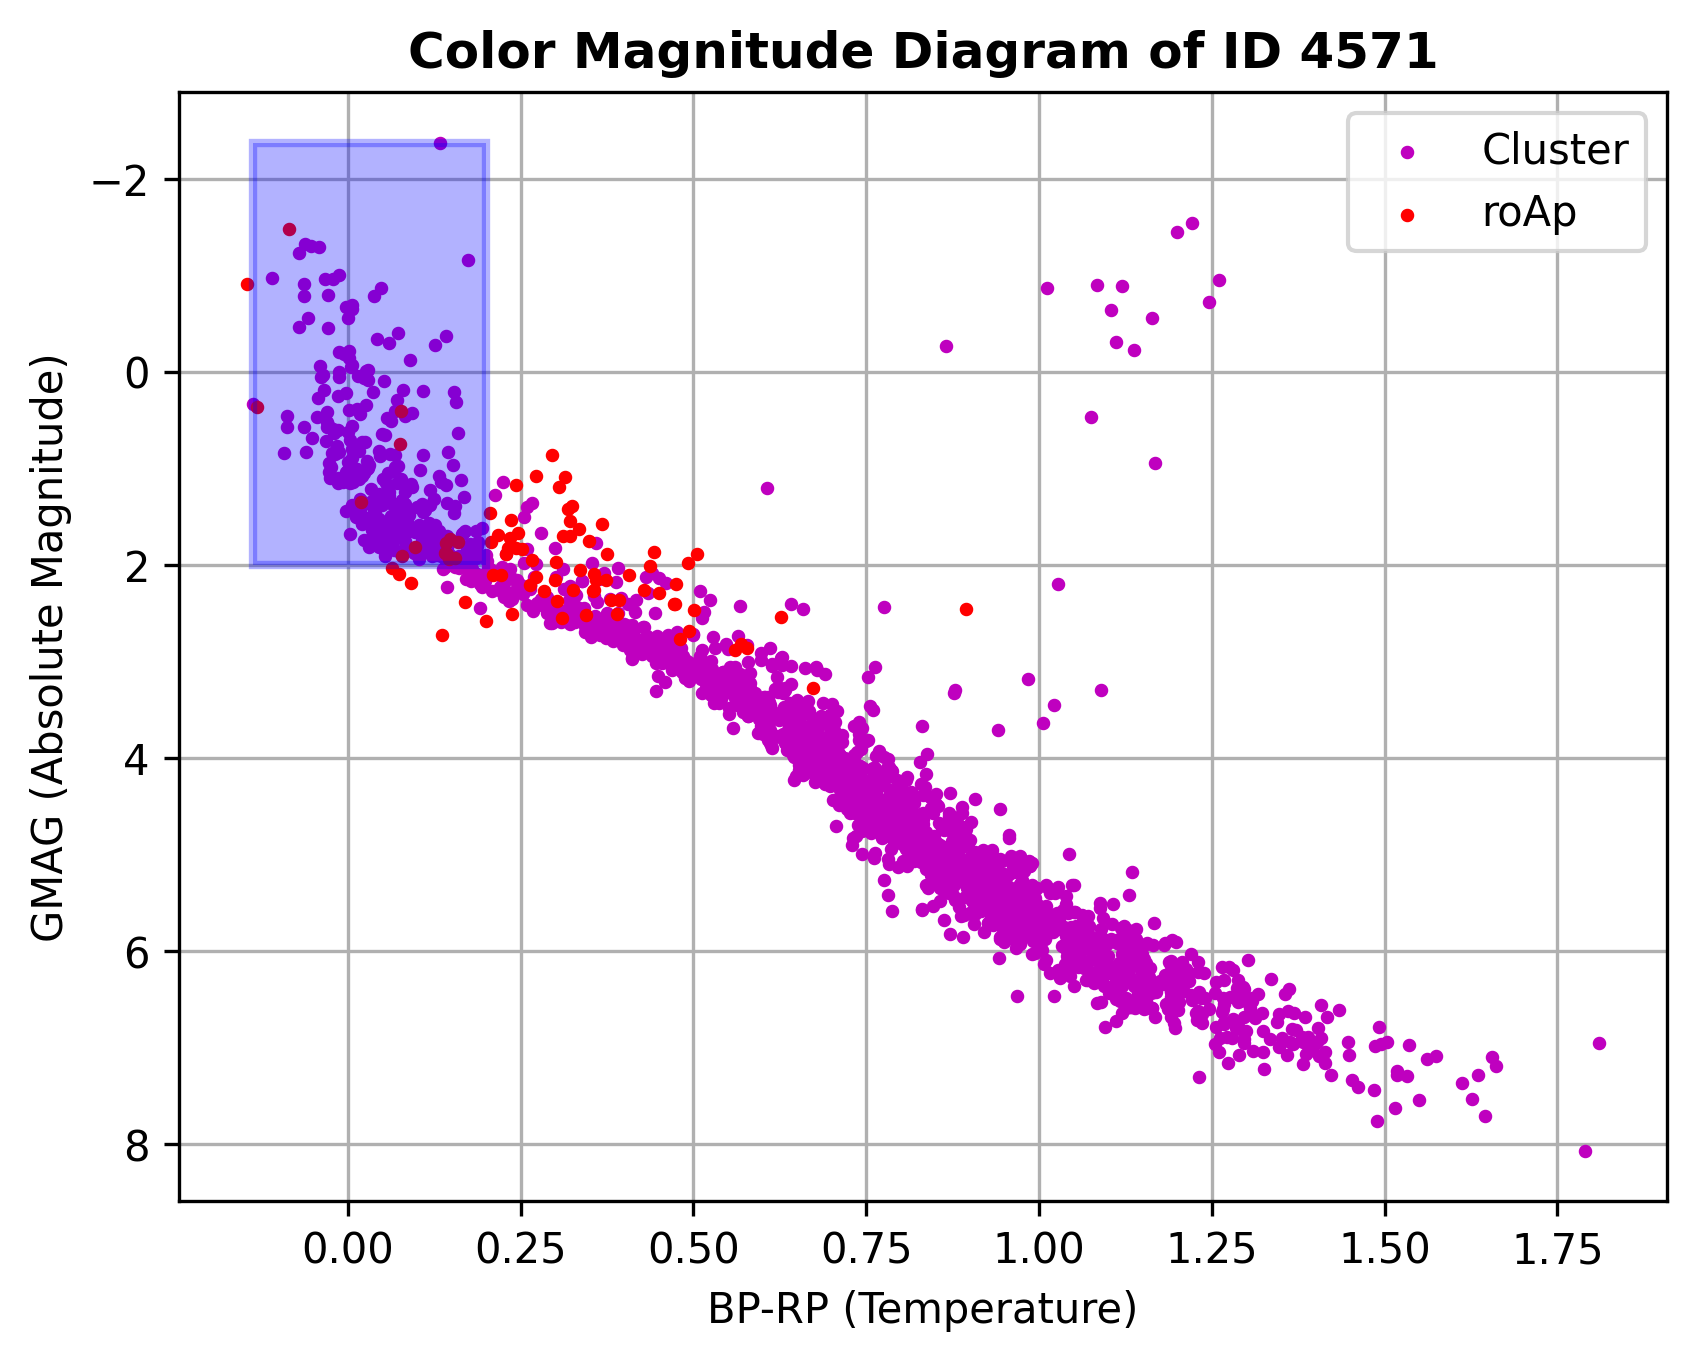 Color Magnitude Diagram of ID 4571
Cluster
roAp
−2
0
2
4
6
8
GMAG (Absolute Magnitude)
0.00 0.25 0.50 0.75 1.00 1.25 1.50 1.75
BP-RP (Temperature)